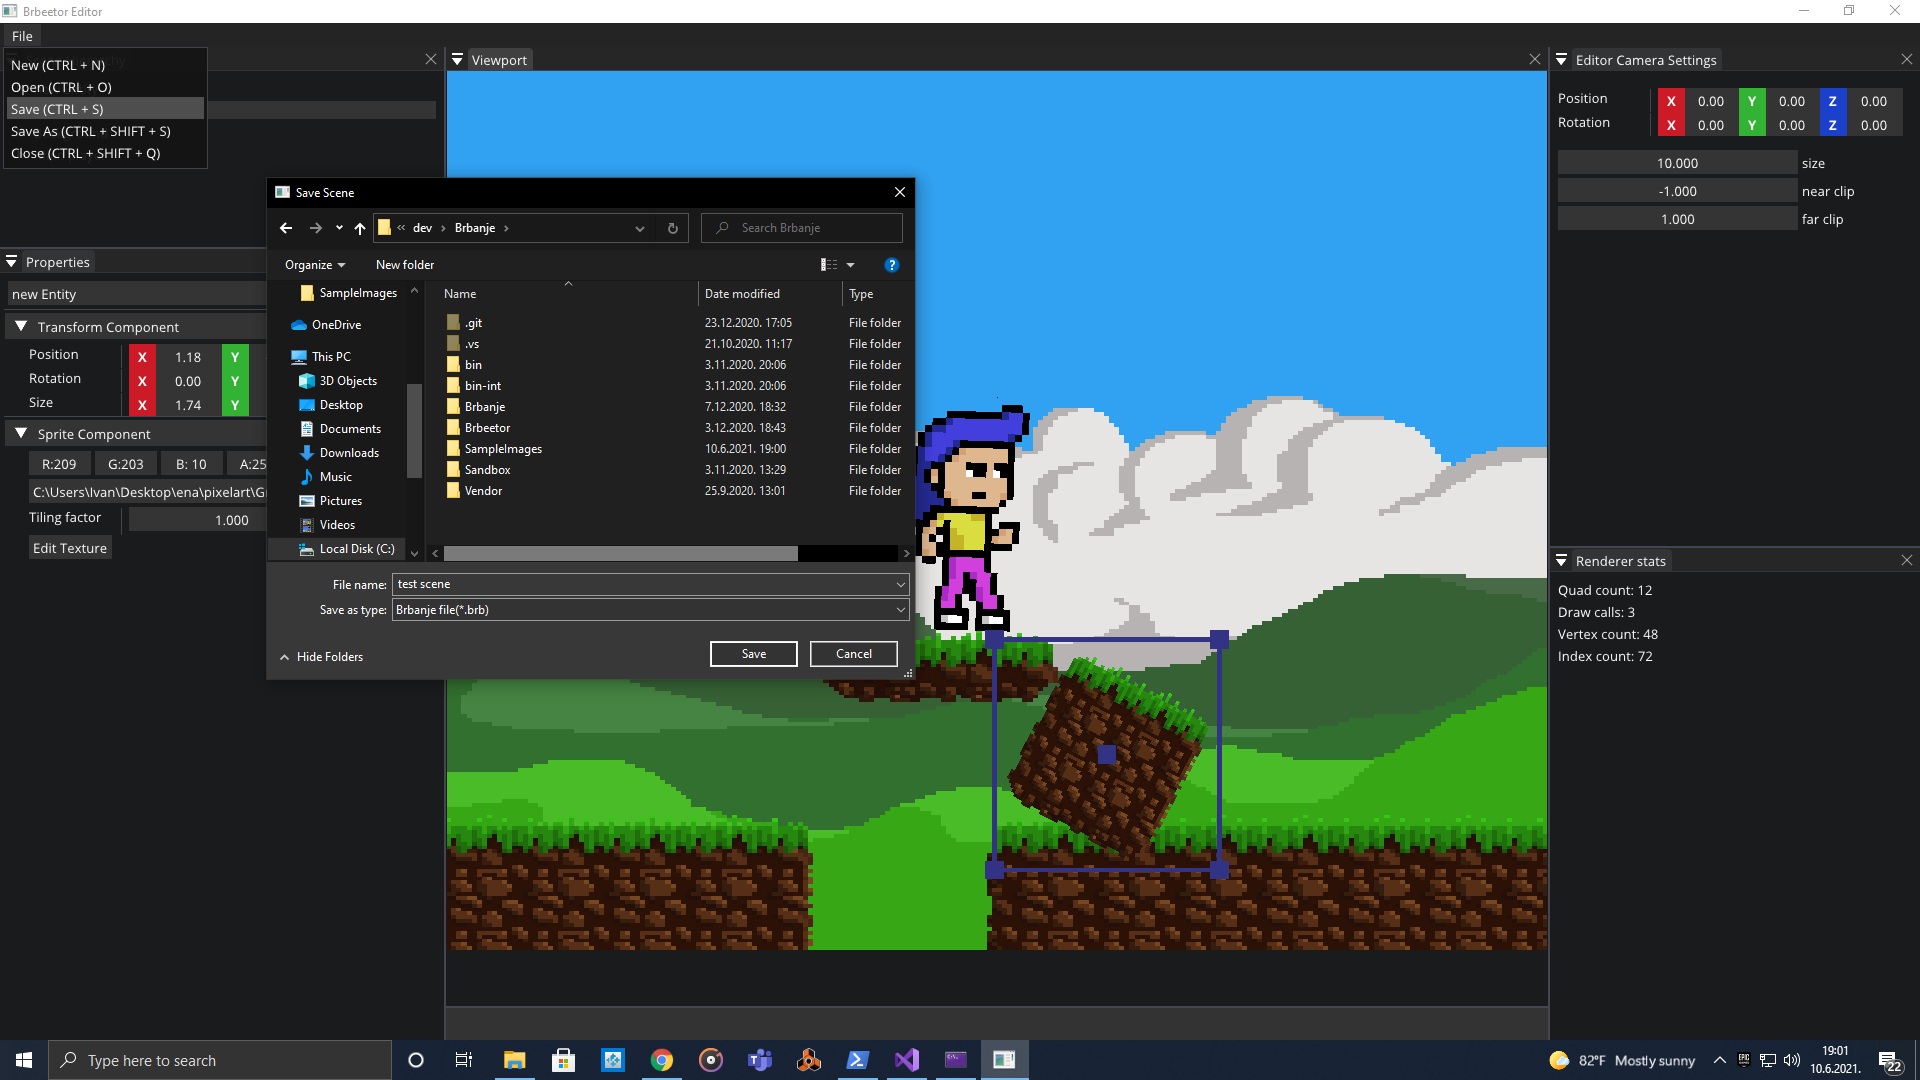 Brbeetor Editor
File
New (CTRL + N)
Open (CTRL + O)
Save (CTRL + S)
Save As (CTRL + SHIFT + S)
Close (CTRL + SHIFT + Q)
Properties
new Entity
Transform Component
Position X 1.18 Y
Rotation X 0.00 Y
Size X 1.74 Y
Sprite Component
R:209 G:203 B: 10 A:25
C:\Users\Ivan\Desktop\ena\pixelart\Gr
Tiling factor 1.000
Edit Texture
Viewport
Save Scene
« dev › Brbanje ›
Search Brbanje
Organize New folder
?
SampleImages
OneDrive
This PC
3D Objects
Desktop
Documents
Downloads
Music
Pictures
Videos
Local Disk (C:)
Name Date modified Type
.git 23.12.2020. 17:05 File folder
.vs 21.10.2020. 11:17 File folder
bin 3.11.2020. 20:06 File folder
bin-int 3.11.2020. 20:06 File folder
Brbanje 7.12.2020. 18:32 File folder
Brbeetor 3.12.2020. 18:43 File folder
SampleImages 10.6.2021. 19:00 File folder
Sandbox 3.11.2020. 13:29 File folder
Vendor 25.9.2020. 13:01 File folder
File name: test scene
Save as type: Brbanje file(*.brb)
Hide Folders
Save Cancel
Editor Camera Settings
Position X 0.00 Y 0.00 Z 0.00
Rotation X 0.00 Y 0.00 Z 0.00
10.000 size
-1.000 near clip
1.000 far clip
Renderer stats
Quad count: 12
Draw calls: 3
Vertex count: 48
Index count: 72
Type here to search
82°F Mostly sunny
EPIC
19:01
10.6.2021.
22